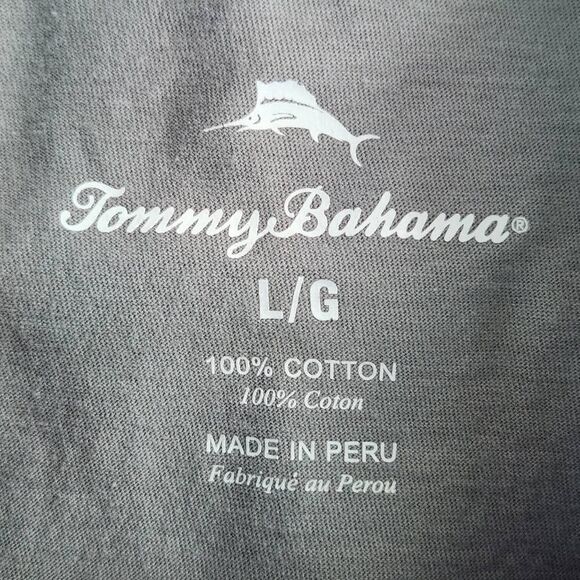 Tommy Bahama®
L/G
100% COTTON
100% Coton
MADE IN PERU
Fabriqué au Perou